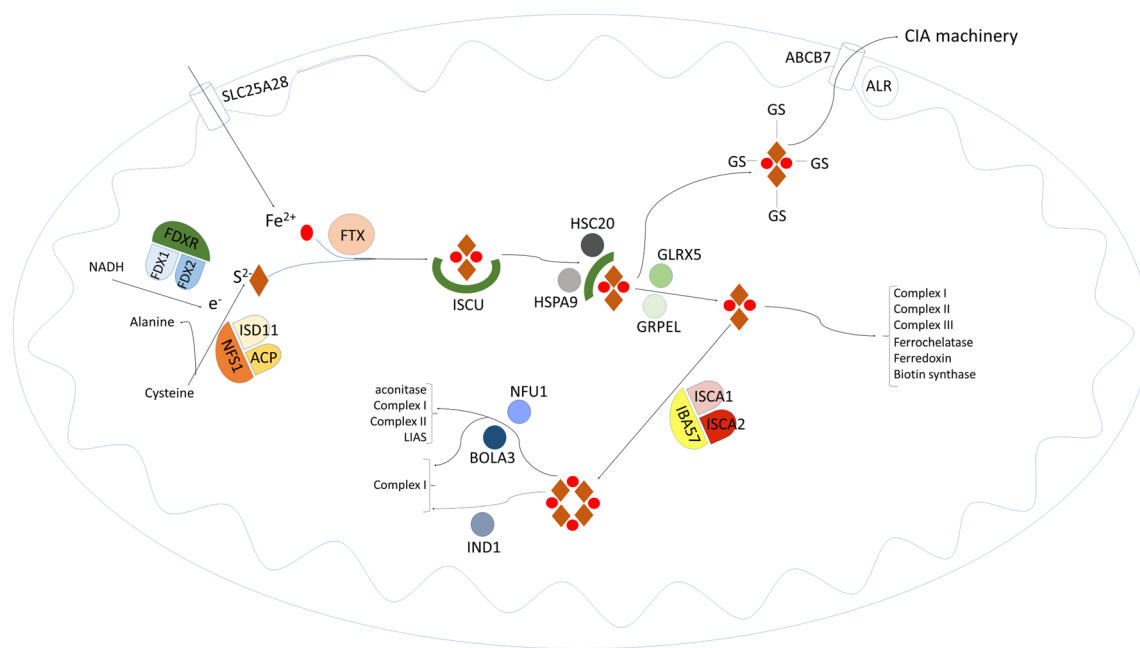 CIA machinery
ABCB7
ALR
SLC25A28
GS
GS
GS
GS
Fe2+
FTX
HSC20
FDXR
FDX1
FDX2
NADH
S2-
e-
GLRX5
HSPA9
ISCU
GRPEL
Alanine
ISD11
NFS1
ACP
Cysteine
Complex I
Complex II
Complex III
Ferrochelatase
Ferredoxin
Biotin synthase
aconitase
Complex I
Complex II
LIAS
NFU1
BOLA3
ISCA1
IBA57
ISCA2
Complex I
IND1